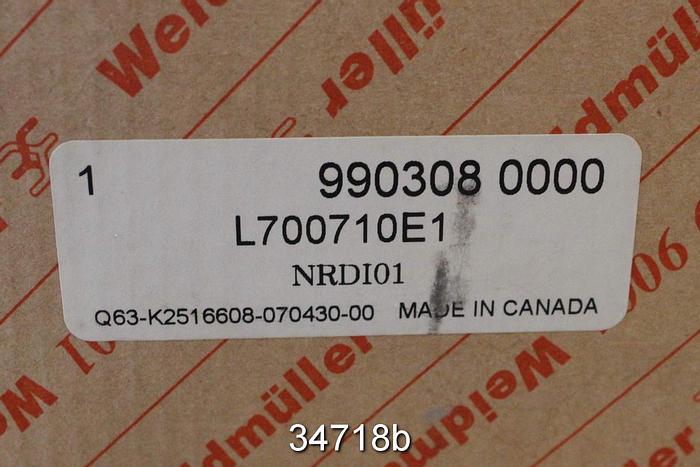 Weidmüller
1 990308 0000
L700710E1
NRDI01
Q63-K2516608-070430-00 MADE IN CANADA
Weidmüller
34718b